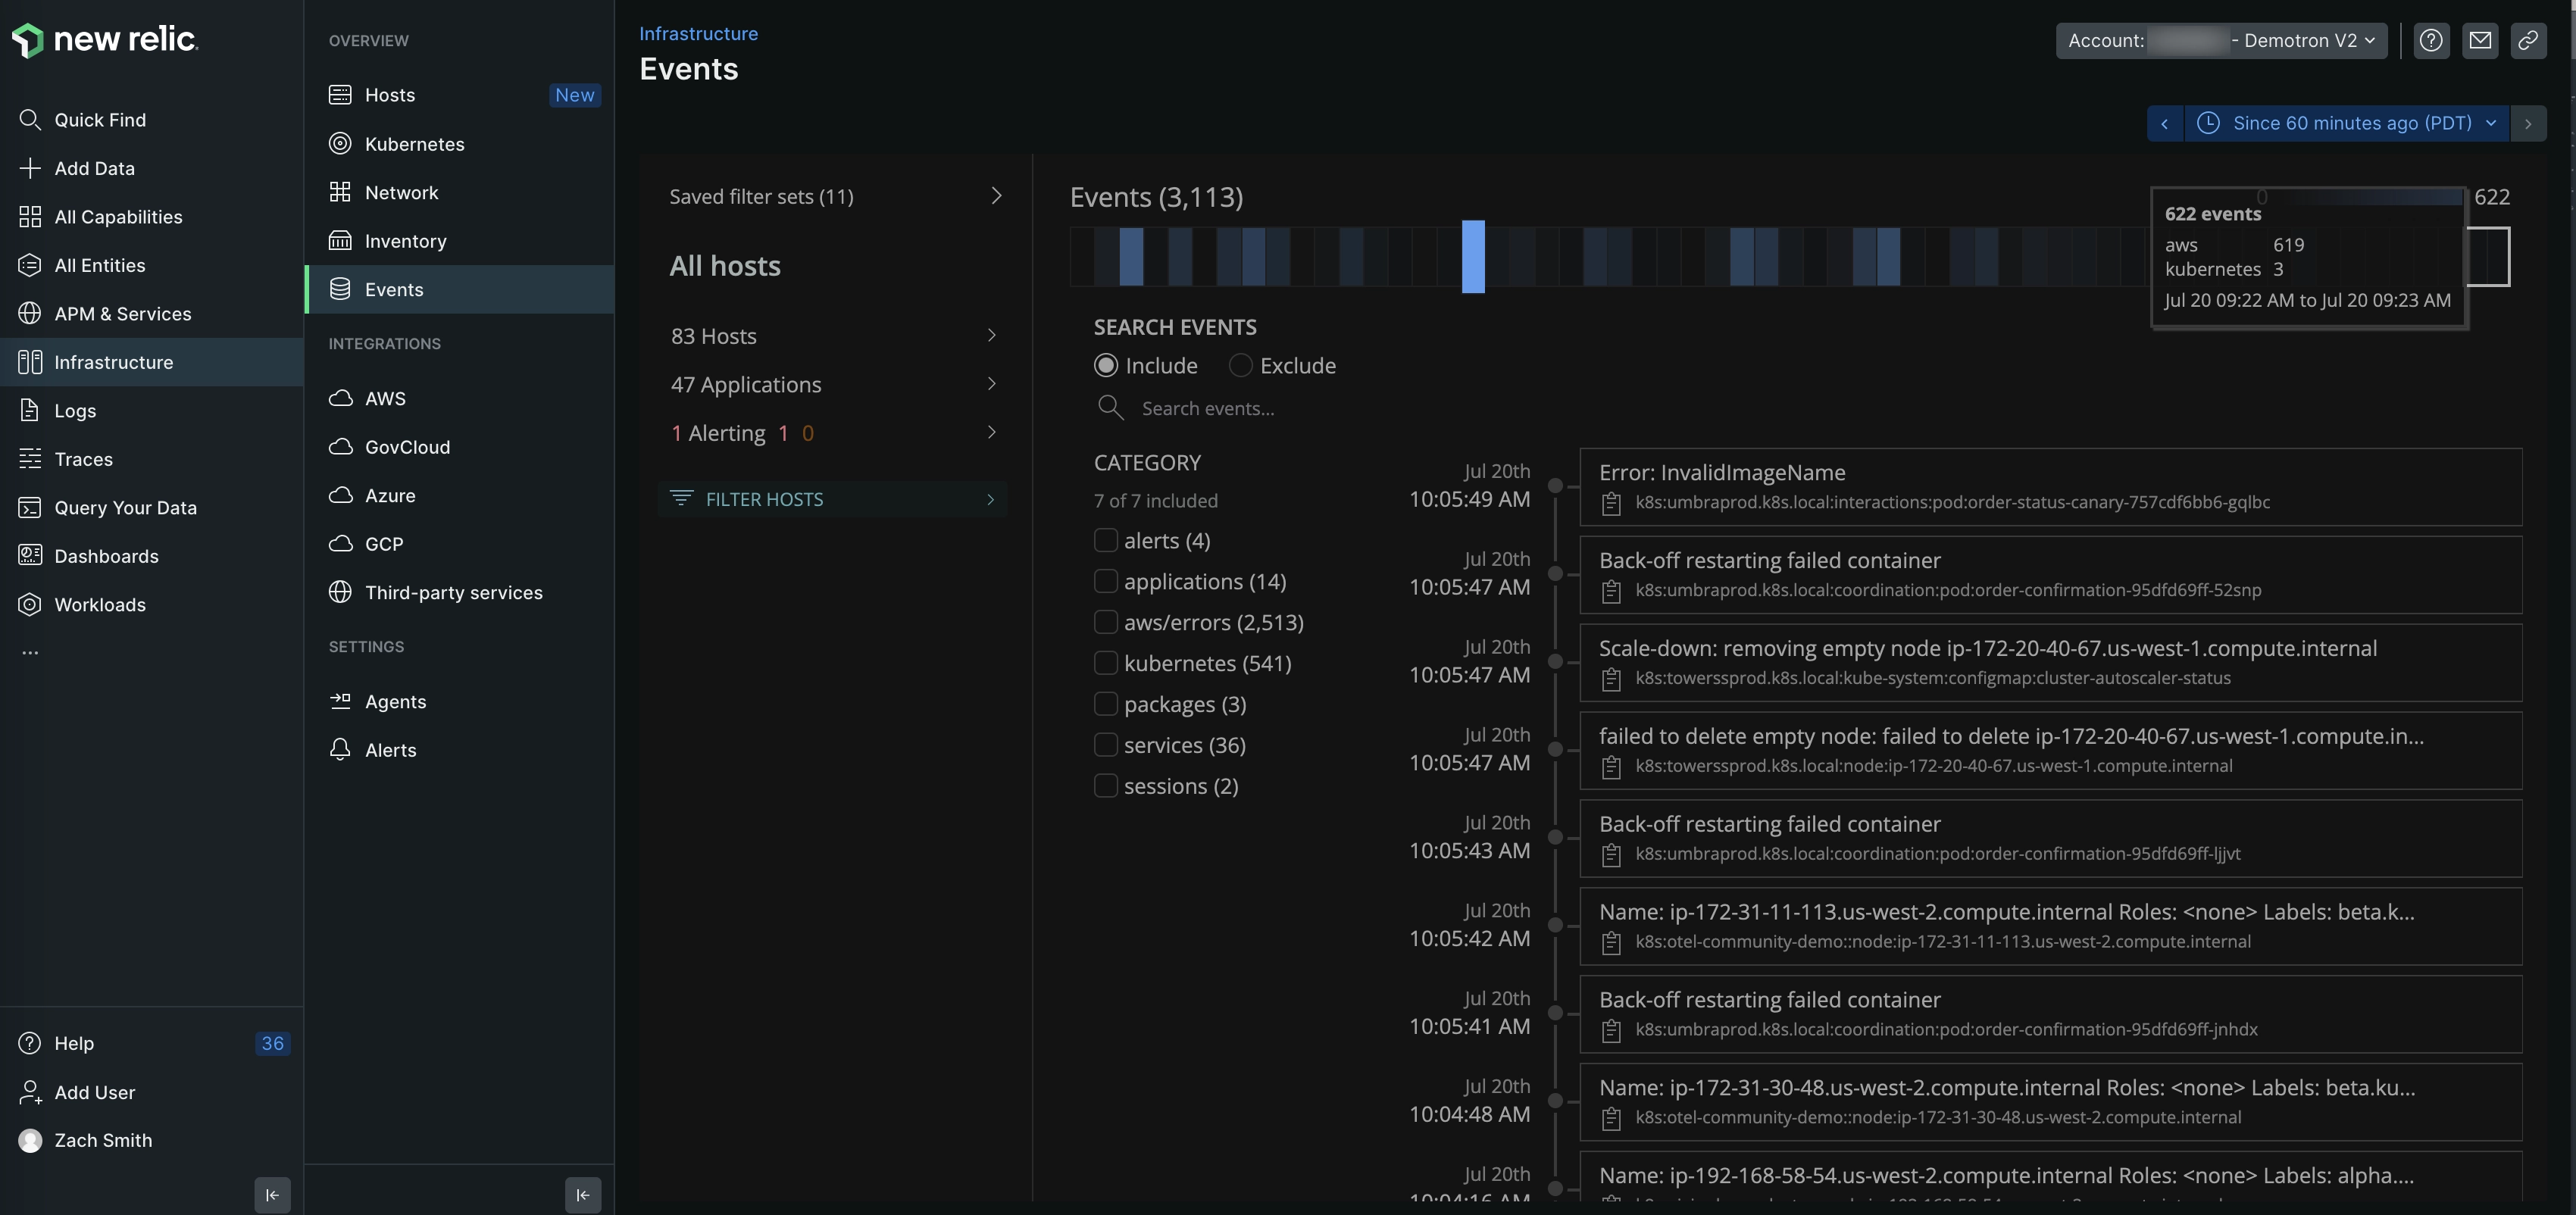 new relic.
Quick Find
Add Data
All Capabilities
All Entities
APM & Services
Infrastructure
Logs
Traces
Query Your Data
Dashboards
Workloads
...
Help 36
Add User
Zach Smith
OVERVIEW
Hosts New
Kubernetes
Network
Inventory
Events
INTEGRATIONS
AWS
GovCloud
Azure
GCP
Third-party services
SETTINGS
Agents
Alerts
Infrastructure
Events
Account: - Demotron V2
Since 60 minutes ago (PDT)
Saved filter sets (11)
All hosts
83 Hosts
47 Applications
1 Alerting 1 0
FILTER HOSTS
Events (3,113)
0 622
622 events
aws 619
kubernetes 3
Jul 20 09:22 AM to Jul 20 09:23 AM
SEARCH EVENTS
Include Exclude
Search events...
CATEGORY
7 of 7 included
alerts (4)
applications (14)
aws/errors (2,513)
kubernetes (541)
packages (3)
services (36)
sessions (2)
Jul 20th
10:05:49 AM
Error: InvalidImageName
k8s:umbraprod.k8s.local:interactions:pod:order-status-canary-757cdf6bb6-gqlbc
Jul 20th
10:05:47 AM
Back-off restarting failed container
k8s:umbraprod.k8s.local:coordination:pod:order-confirmation-95dfd69ff-52snp
Jul 20th
10:05:47 AM
Scale-down: removing empty node ip-172-20-40-67.us-west-1.compute.internal
k8s:towerssprod.k8s.local:kube-system:configmap:cluster-autoscaler-status
Jul 20th
10:05:47 AM
failed to delete empty node: failed to delete ip-172-20-40-67.us-west-1.compute.in...
k8s:towerssprod.k8s.local:node:ip-172-20-40-67.us-west-1.compute.internal
Jul 20th
10:05:43 AM
Back-off restarting failed container
k8s:umbraprod.k8s.local:coordination:pod:order-confirmation-95dfd69ff-ljjvt
Jul 20th
10:05:42 AM
Name: ip-172-31-11-113.us-west-2.compute.internal Roles: <none> Labels: beta.k...
k8s:otel-community-demo::node:ip-172-31-11-113.us-west-2.compute.internal
Jul 20th
10:05:41 AM
Back-off restarting failed container
k8s:umbraprod.k8s.local:coordination:pod:order-confirmation-95dfd69ff-jnhdx
Jul 20th
10:04:48 AM
Name: ip-172-31-30-48.us-west-2.compute.internal Roles: <none> Labels: beta.ku...
k8s:otel-community-demo::node:ip-172-31-30-48.us-west-2.compute.internal
Jul 20th
10:04:16 AM
Name: ip-192-168-58-54.us-west-2.compute.internal Roles: <none> Labels: alpha....